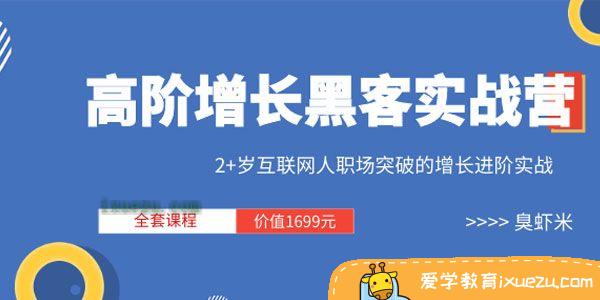 高阶增长黑客实战营
2+岁互联网人职场突破的增长进阶实战
ixuezu.com
全套课程 价值1699元 >>>> 臭虾米
爱学教育ixuezu.com